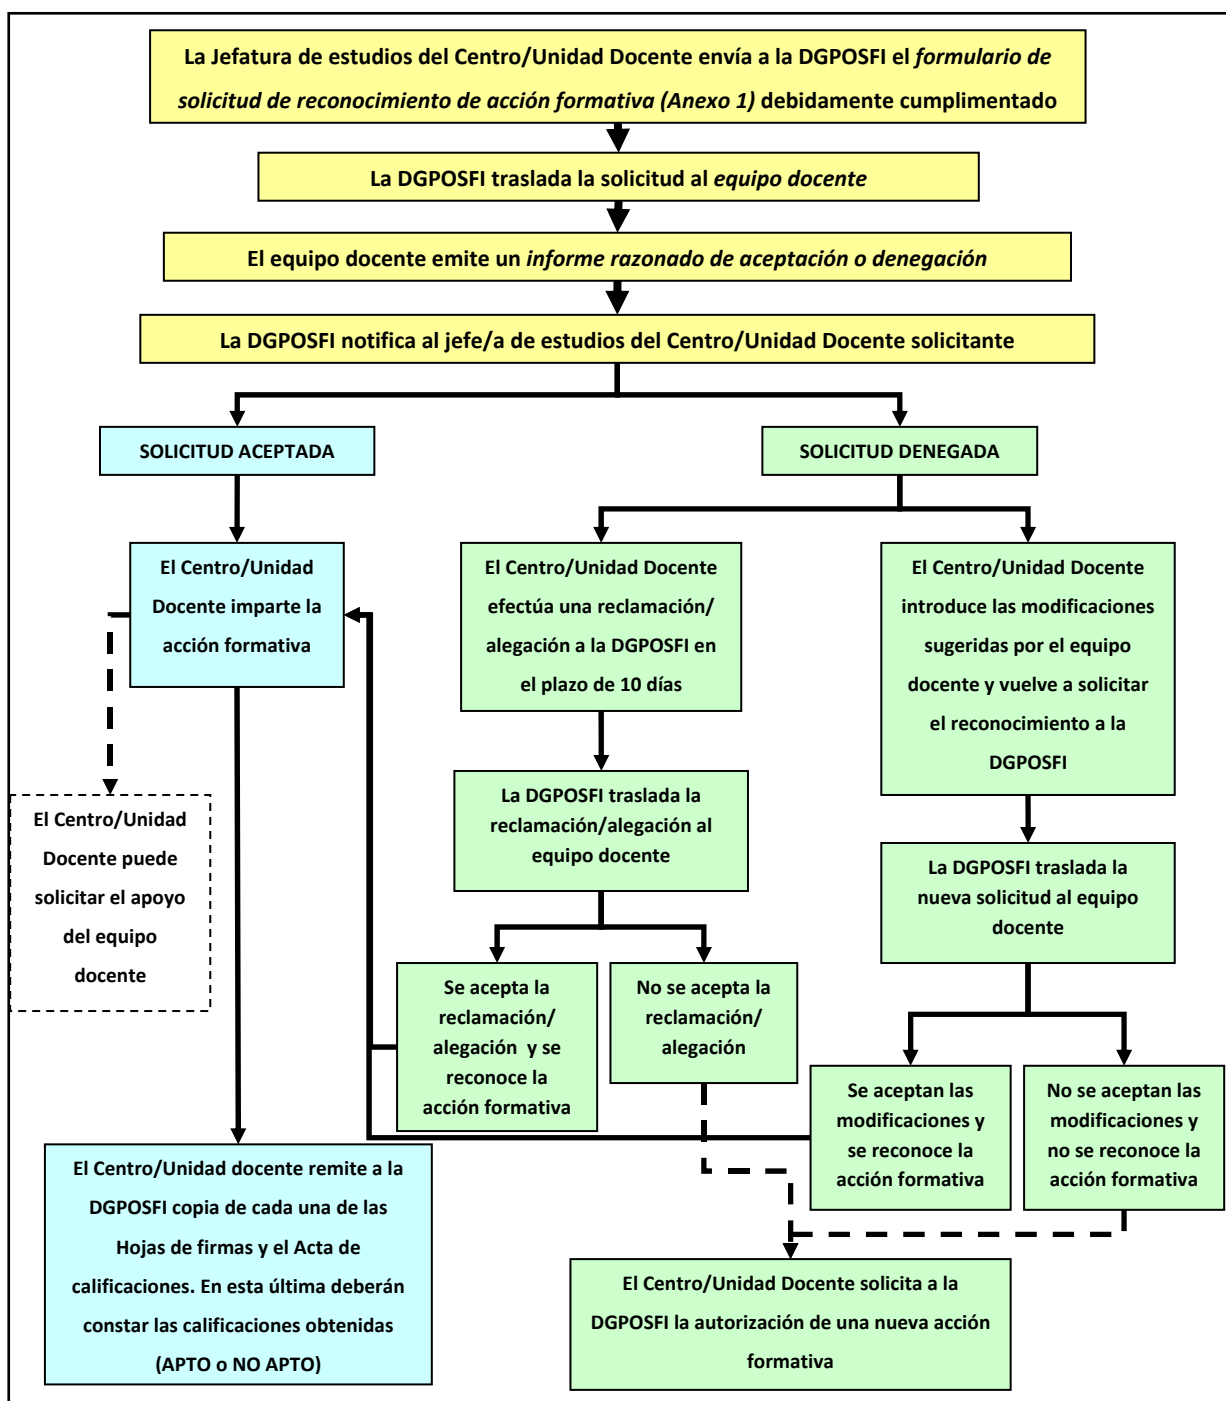 La Jefatura de estudios del Centro/Unidad Docente envía a la DGPOSFI el formulario de
solicitud de reconocimiento de acción formativa (Anexo 1) debidamente cumplimentado
La DGPOSFI traslada la solicitud al equipo docente
El equipo docente emite un informe razonado de aceptación o denegación
La DGPOSFI notifica al jefe/a de estudios del Centro/Unidad Docente solicitante
SOLICITUD ACEPTADA
SOLICITUD DENEGADA
El Centro/Unidad
Docente imparte la
acción formativa
El Centro/Unidad Docente
efectúa una reclamación/
alegación a la DGPOSFI en
el plazo de 10 días
El Centro/Unidad Docente
introduce las modificaciones
sugeridas por el equipo
docente y vuelve a solicitar
el reconocimiento a la
DGPOSFI
El Centro/Unidad
Docente puede
solicitar el apoyo
del equipo
docente
La DGPOSFI traslada la
reclamación/alegación al
equipo docente
La DGPOSFI traslada la
nueva solicitud al equipo
docente
Se acepta la
reclamación/
alegación y se
reconoce la
acción formativa
No se acepta la
reclamación/
alegación
Se aceptan las
modificaciones y
se reconoce la
acción formativa
No se aceptan las
modificaciones y
no se reconoce la
acción formativa
El Centro/Unidad docente remite a la
DGPOSFI copia de cada una de las
Hojas de firmas y el Acta de
calificaciones. En esta última deberán
constar las calificaciones obtenidas
(APTO o NO APTO)
El Centro/Unidad Docente solicita a la
DGPOSFI la autorización de una nueva acción
formativa